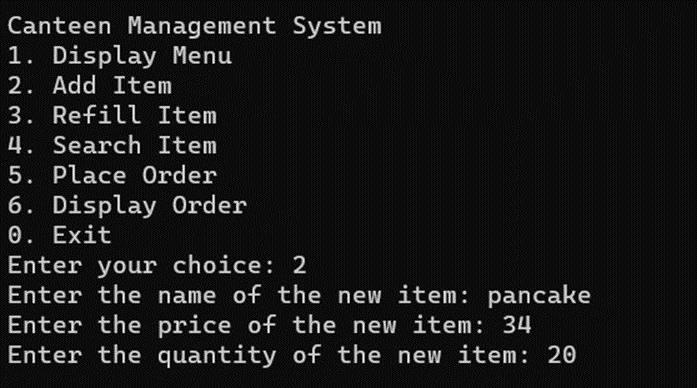 Canteen Management System
1. Display Menu
2. Add Item
3. Refill Item
4. Search Item
5. Place Order
6. Display Order
0. Exit
Enter your choice: 2
Enter the name of the new item: pancake
Enter the price of the new item: 34
Enter the quantity of the new item: 20